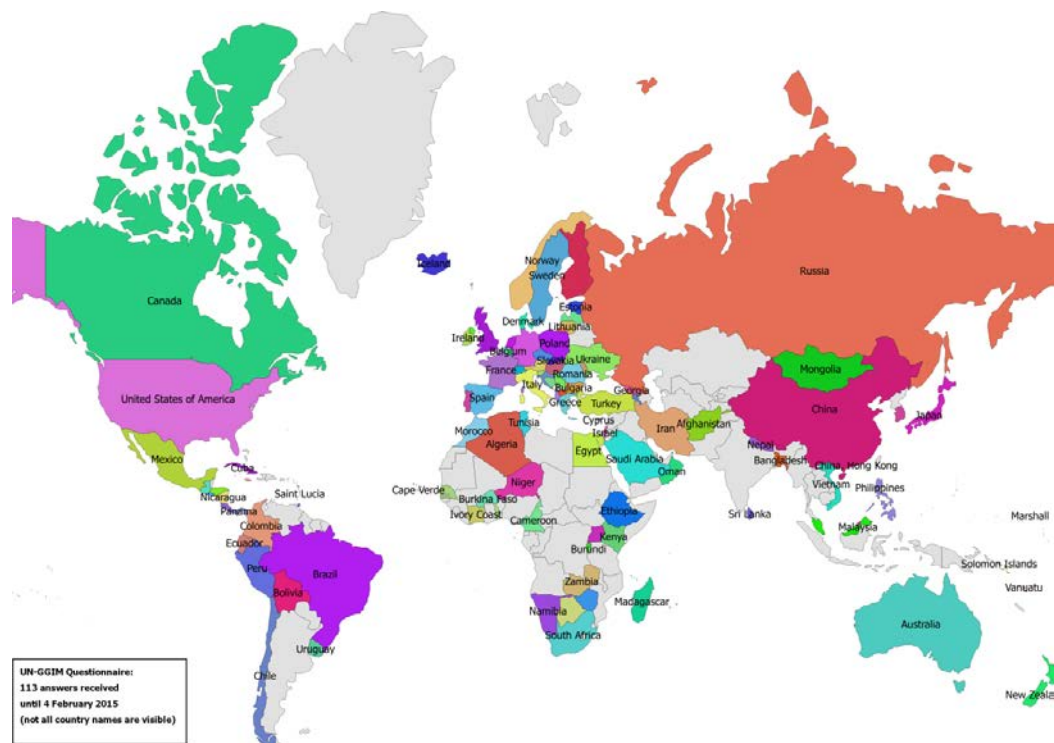 Iceland
Norway
Sweden
Russia
Canada
Estonia
Denmark
Lithuania
Ireland
Belgium
Poland
Slovakia
Ukraine
France
Romania
Mongolia
Italy
Bulgaria
Georgia
United States of America
Spain
Greece
Turkey
China
Japan
Cyprus
Tunisia
Iran
Afghanistan
Morocco
Israel
Algeria
Nepal
Mexico
Egypt
Saudi Arabia
Bangladesh
China, Hong Kong
Cuba
Oman
Niger
Vietnam
Philippines
Cape Verde
Nicaragua
Saint Lucia
Burkina Faso
Panama
Ethiopia
Sri Lanka
Ivory Coast
Cameroon
Marshall
Colombia
Malaysia
Kenya
Ecuador
Burundi
Solomon Islands
Peru
Brazil
Zambia
Vanuatu
Bolivia
Namibia
Madagascar
Australia
South Africa
Uruguay
Chile
New Zeala
UN-GGIM Questionnaire:
113 answers received
until 4 February 2015
(not all country names are visible)